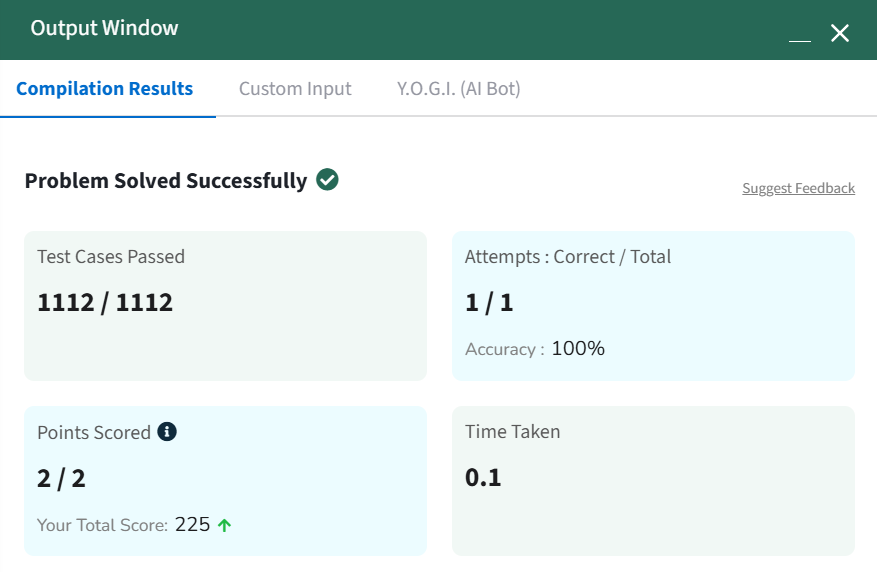 Output Window
Compilation Results
Custom Input
Y.O.G.I. (AI Bot)
Problem Solved Successfully
Suggest Feedback
Test Cases Passed
1112 / 1112
Attempts : Correct / Total
1 / 1
Accuracy : 100%
Points Scored
2 / 2
Your Total Score: 225
Time Taken
0.1